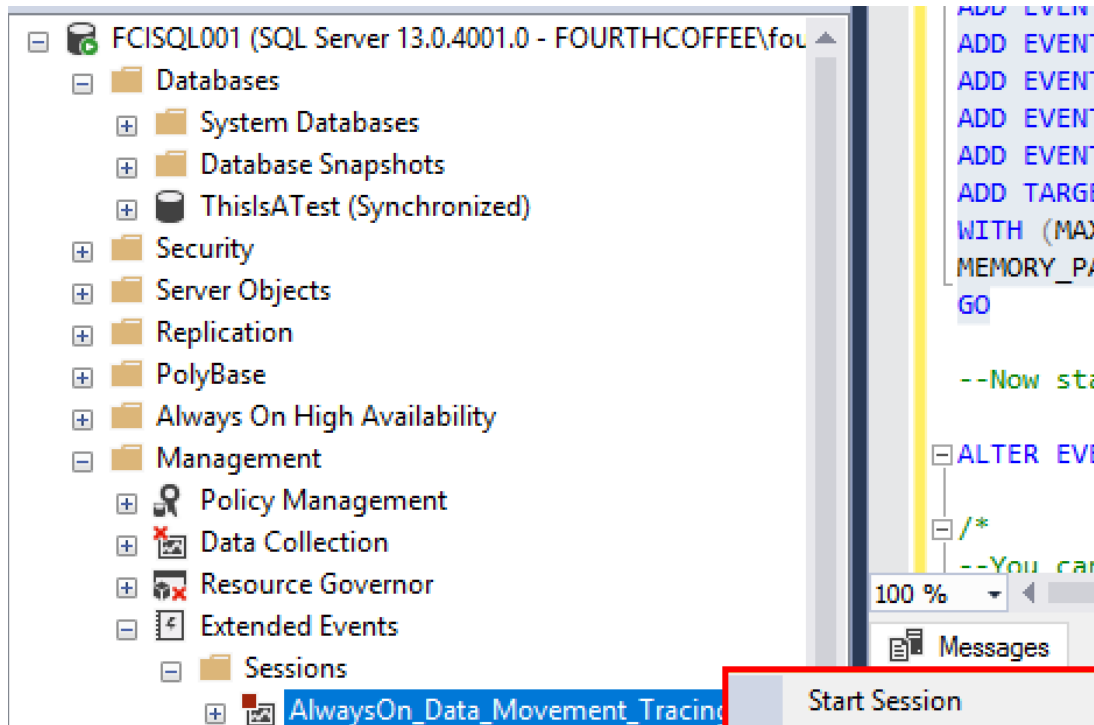 FCISQL001 (SQL Server 13.0.4001.0 - FOURTHCOFFEE\fou
Databases
System Databases
Database Snapshots
ThisIsATest (Synchronized)
Security
Server Objects
Replication
PolyBase
Always On High Availability
Management
Policy Management
Data Collection
Resource Governor
Extended Events
Sessions
AlwaysOn_Data_Movement_Tracing
Start Session
ADD EVEN
ADD EVENT
ADD EVENT
ADD EVENT
ADD EVENT
ADD TARGE
WITH (MAX
MEMORY_PA
GO
--Now sta
ALTER EVE
/*
--You can
100 %
Messages